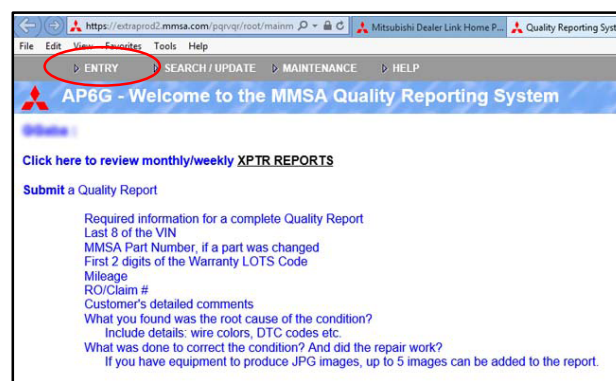 https://extraprod2.mmsa.com/pqrvqr/root/mainm
Mitsubishi Dealer Link Home P...
Quality Reporting Syst
File Edit View Favorites Tools Help
ENTRY SEARCH / UPDATE MAINTENANCE HELP
AP6G - Welcome to the MMSA Quality Reporting System
Click here to review monthly/weekly XPTR REPORTS
Submit a Quality Report
Required information for a complete Quality Report
Last 8 of the VIN
MMSA Part Number, if a part was changed
First 2 digits of the Warranty LOTS Code
Mileage
RO/Claim #
Customer's detailed comments
What you found was the root cause of the condition?
Include details: wire colors, DTC codes etc.
What was done to correct the condition? And did the repair work?
If you have equipment to produce JPG images, up to 5 images can be added to the report.